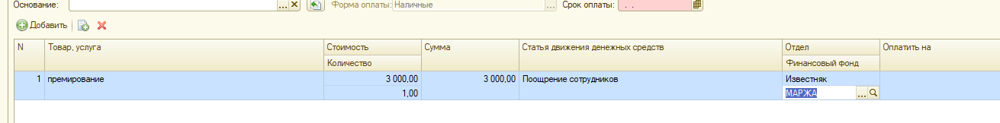 Основание: Форма оплаты: Наличные Срок оплаты: . .
Добавить
N Товар, услуга Стоимость Сумма Статья движения денежных средств Отдел Оплатить на
Количество Финансовый фонд
1 премирование 3 000,00 3 000,00 Поощрение сотрудников Известняк
1,00 МАРЖА